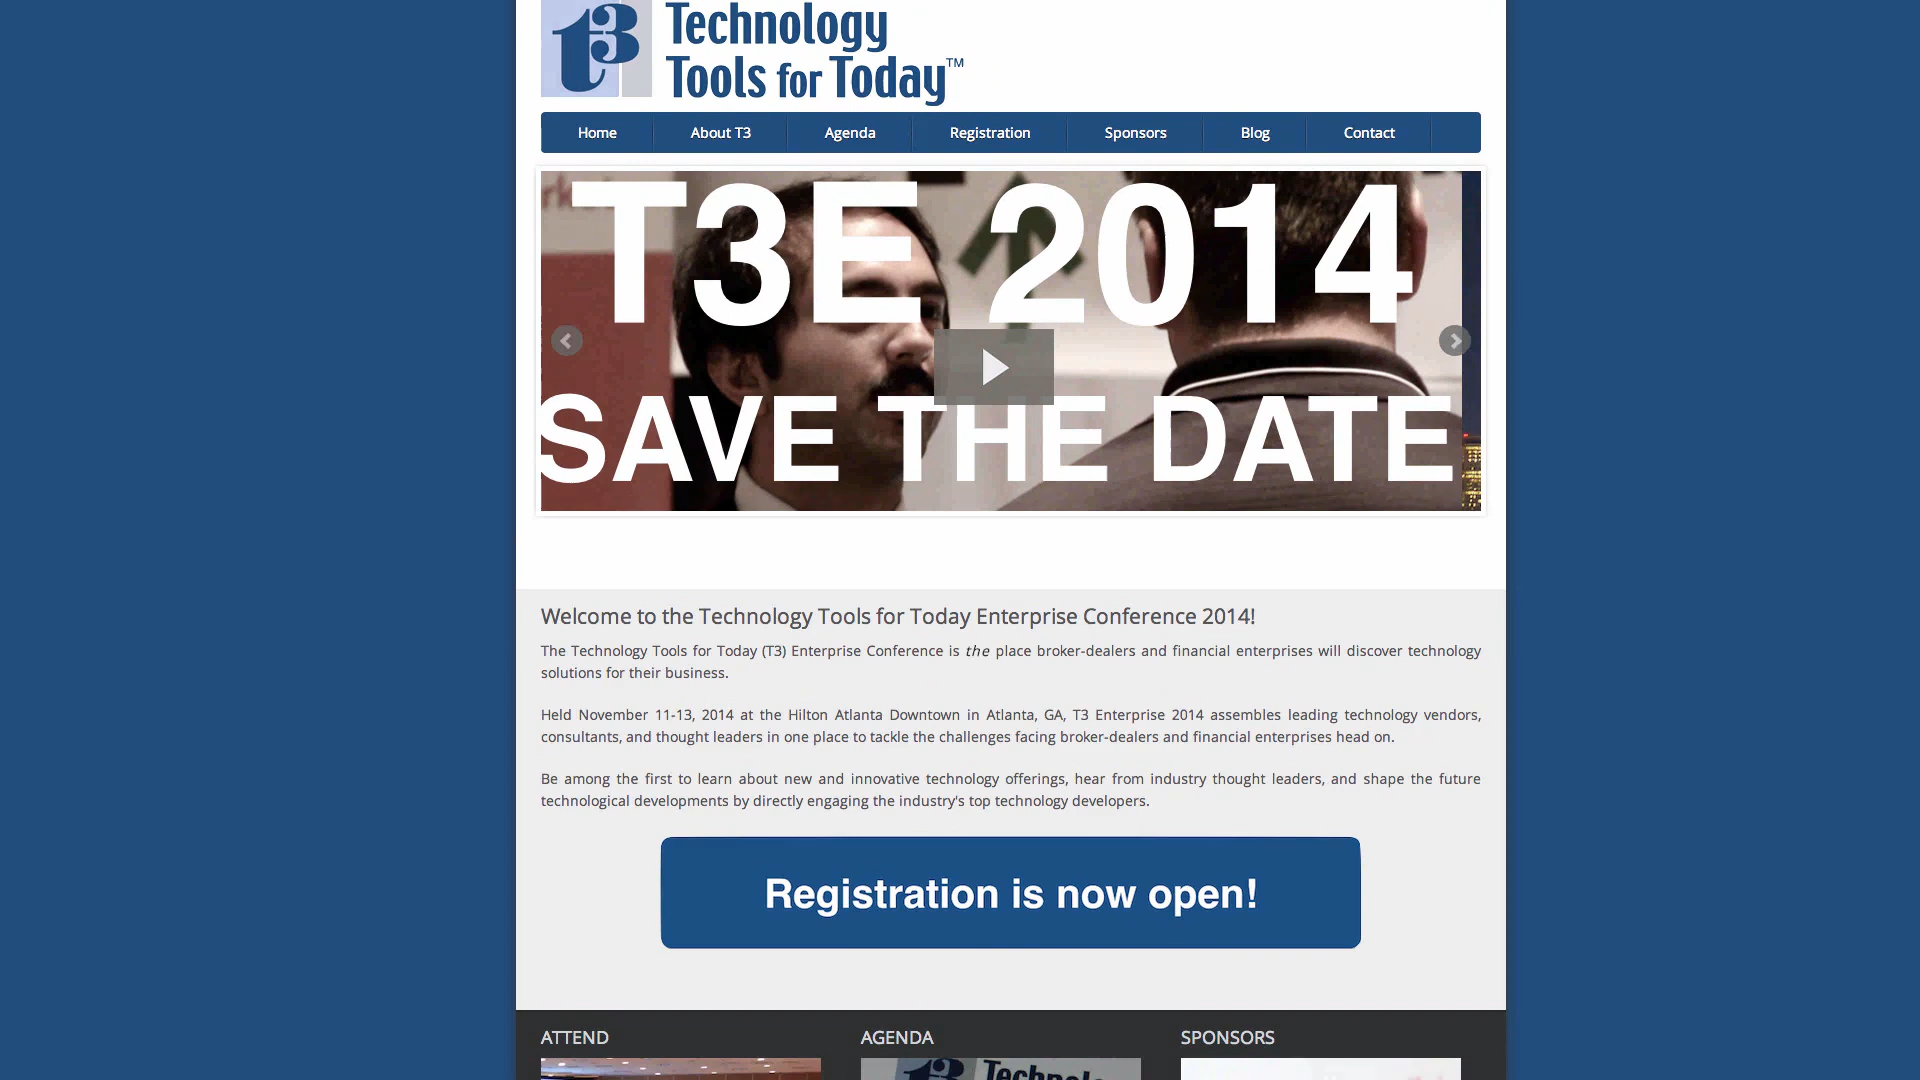 t3
Technology
Tools for Today™
Home
About T3
Agenda
Registration
Sponsors
Blog
Contact
T3E 2014
SAVE THE DATE
Welcome to the Technology Tools for Today Enterprise Conference 2014!
The Technology Tools for Today (T3) Enterprise Conference is the place broker-dealers and financial enterprises will discover technology
solutions for their business.
Held November 11-13, 2014 at the Hilton Atlanta Downtown in Atlanta, GA, T3 Enterprise 2014 assembles leading technology vendors,
consultants, and thought leaders in one place to tackle the challenges facing broker-dealers and financial enterprises head on.
Be among the first to learn about new and innovative technology offerings, hear from industry thought leaders, and shape the future
technological developments by directly engaging the industry's top technology developers.
Registration is now open!
ATTEND
AGENDA
SPONSORS